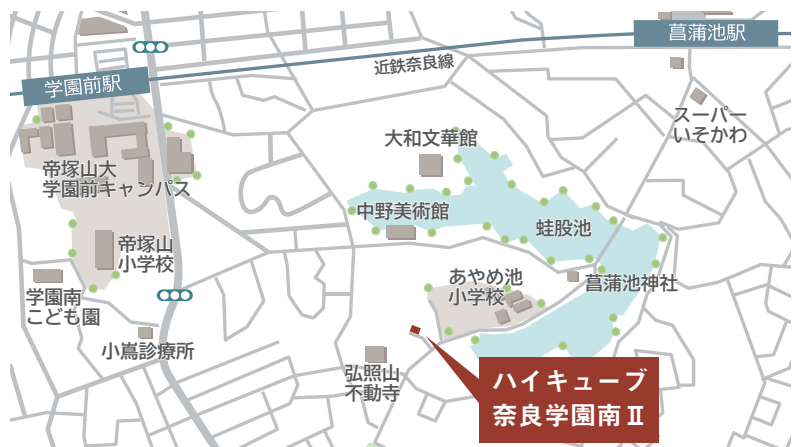 菖蒲池駅
近鉄奈良線
学園前駅
スーパー
いそかわ
大和文華館
帝塚山大
学園前キャンパス
中野美術館
蛙股池
帝塚山
小学校
あやめ池
小学校
菖蒲池神社
学園南
こども園
小嶌診療所
弘照山
不動寺
ハイキューブ
奈良学園南Ⅱ